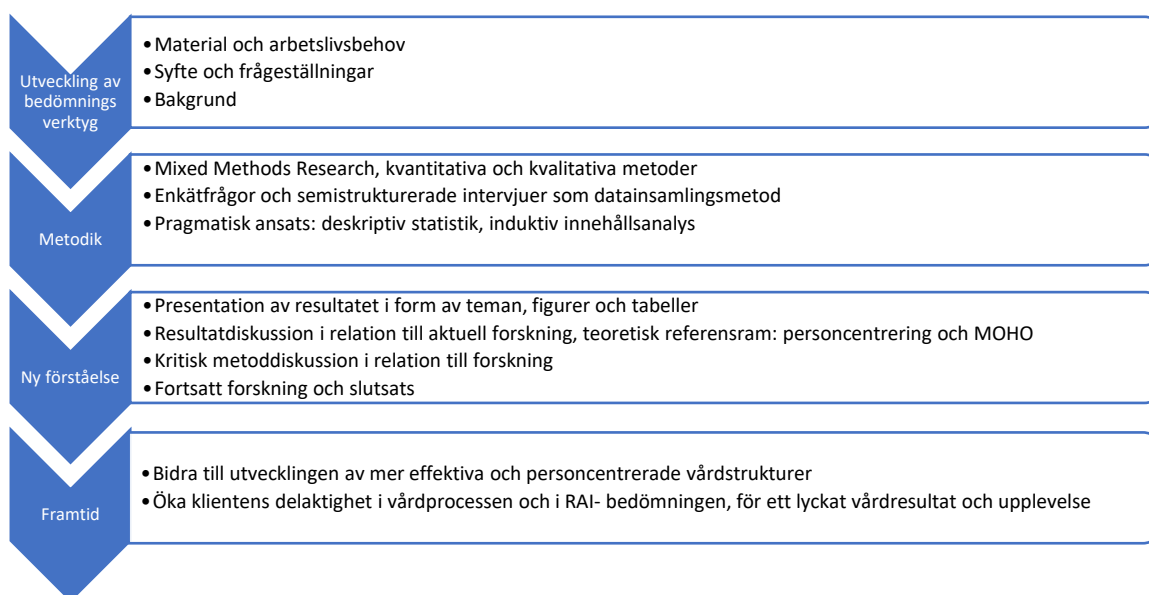 Utveckling av
bedömnings
verktyg
•Material och arbetslivsbehov
•Syfte och frågeställningar
•Bakgrund
Metodik
•Mixed Methods Research, kvantitativa och kvalitativa metoder
•Enkätfrågor och semistrukturerade intervjuer som datainsamlingsmetod
•Pragmatisk ansats: deskriptiv statistik, induktiv innehållsanalys
Ny förståelse
•Presentation av resultatet i form av teman, figurer och tabeller
•Resultatdiskussion i relation till aktuell forskning, teoretisk referensram: personcentrering och MOHO
•Kritisk metoddiskussion i relation till forskning
•Fortsatt forskning och slutsats
Framtid
•Bidra till utvecklingen av mer effektiva och personcentrerade vårdstrukturer
•Öka klientens delaktighet i vårdprocessen och i RAI- bedömningen, för ett lyckat vårdresultat och upplevelse